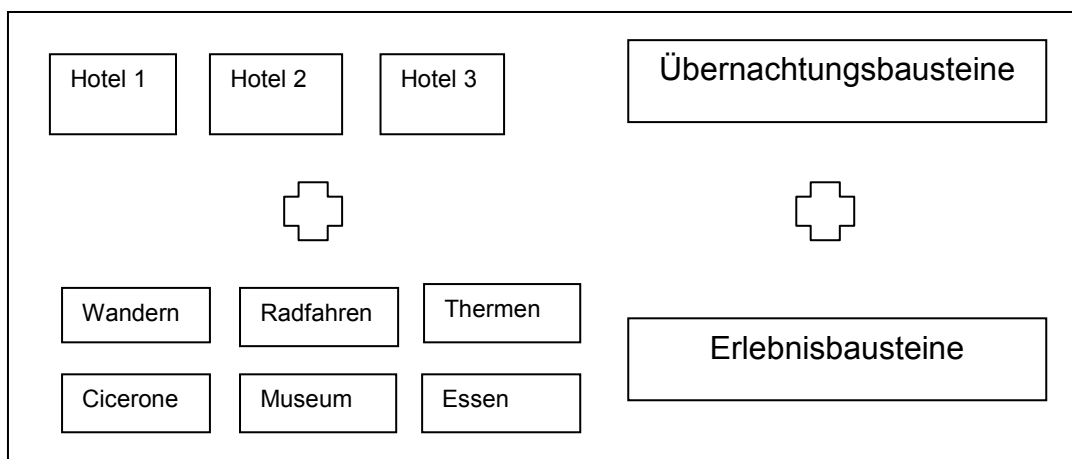 Hotel 1
Hotel 2
Hotel 3
Übernachtungsbausteine
Wandern
Radfahren
Thermen
Erlebnisbausteine
Cicerone
Museum
Essen